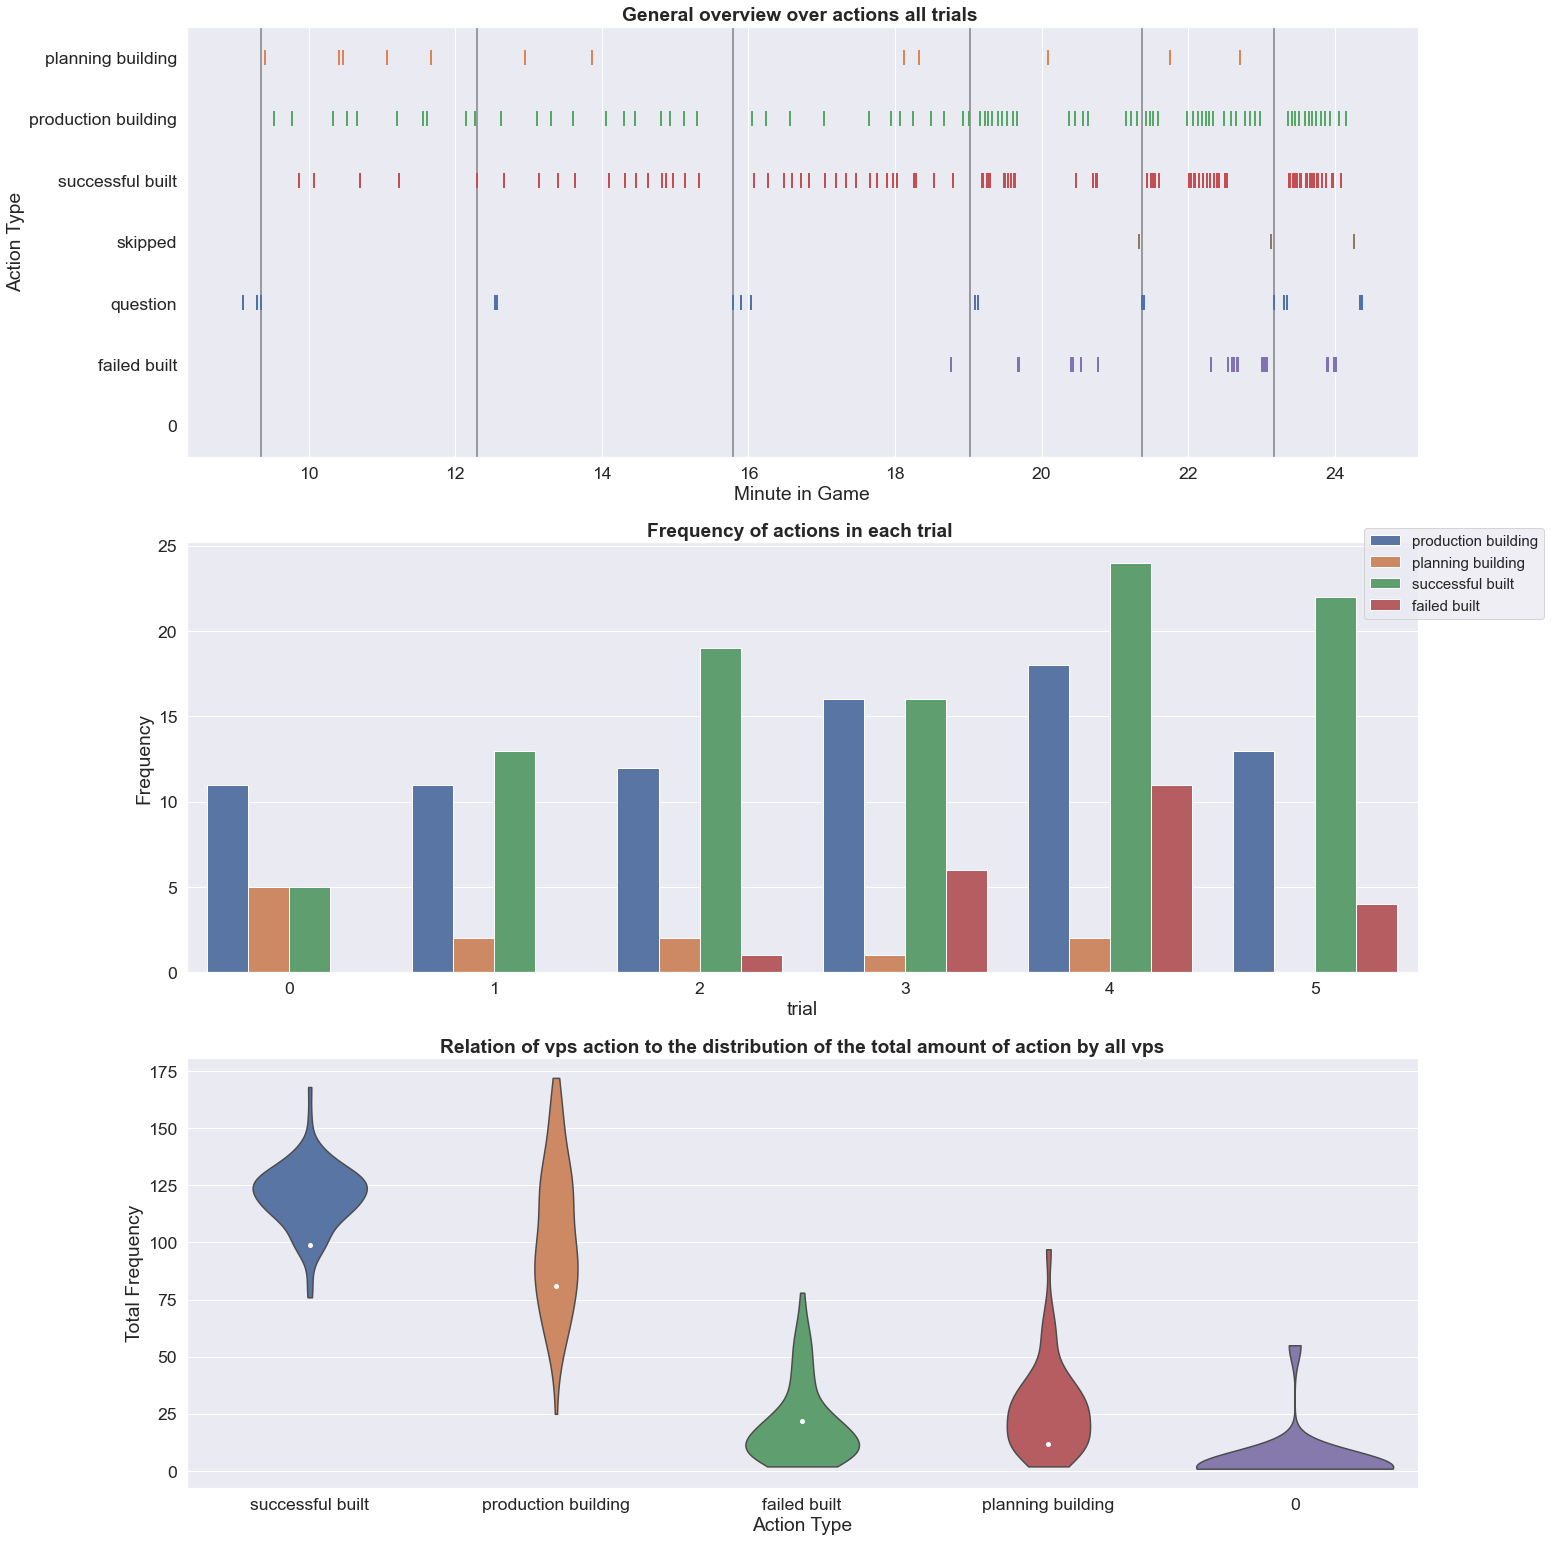 General overview over actions all trials
Action Type
planning building
production building
successful built
skipped
question
failed built
0
10 12 14 16 18 20 22 24
Minute in Game
Frequency of actions in each trial
production building
planning building
successful built
failed built
Frequency
25
20
15
10
5
0
0 1 2 3 4 5
trial
Relation of vps action to the distribution of the total amount of action by all vps
Total Frequency
175
150
125
100
75
50
25
0
successful built production building failed built planning building 0
Action Type